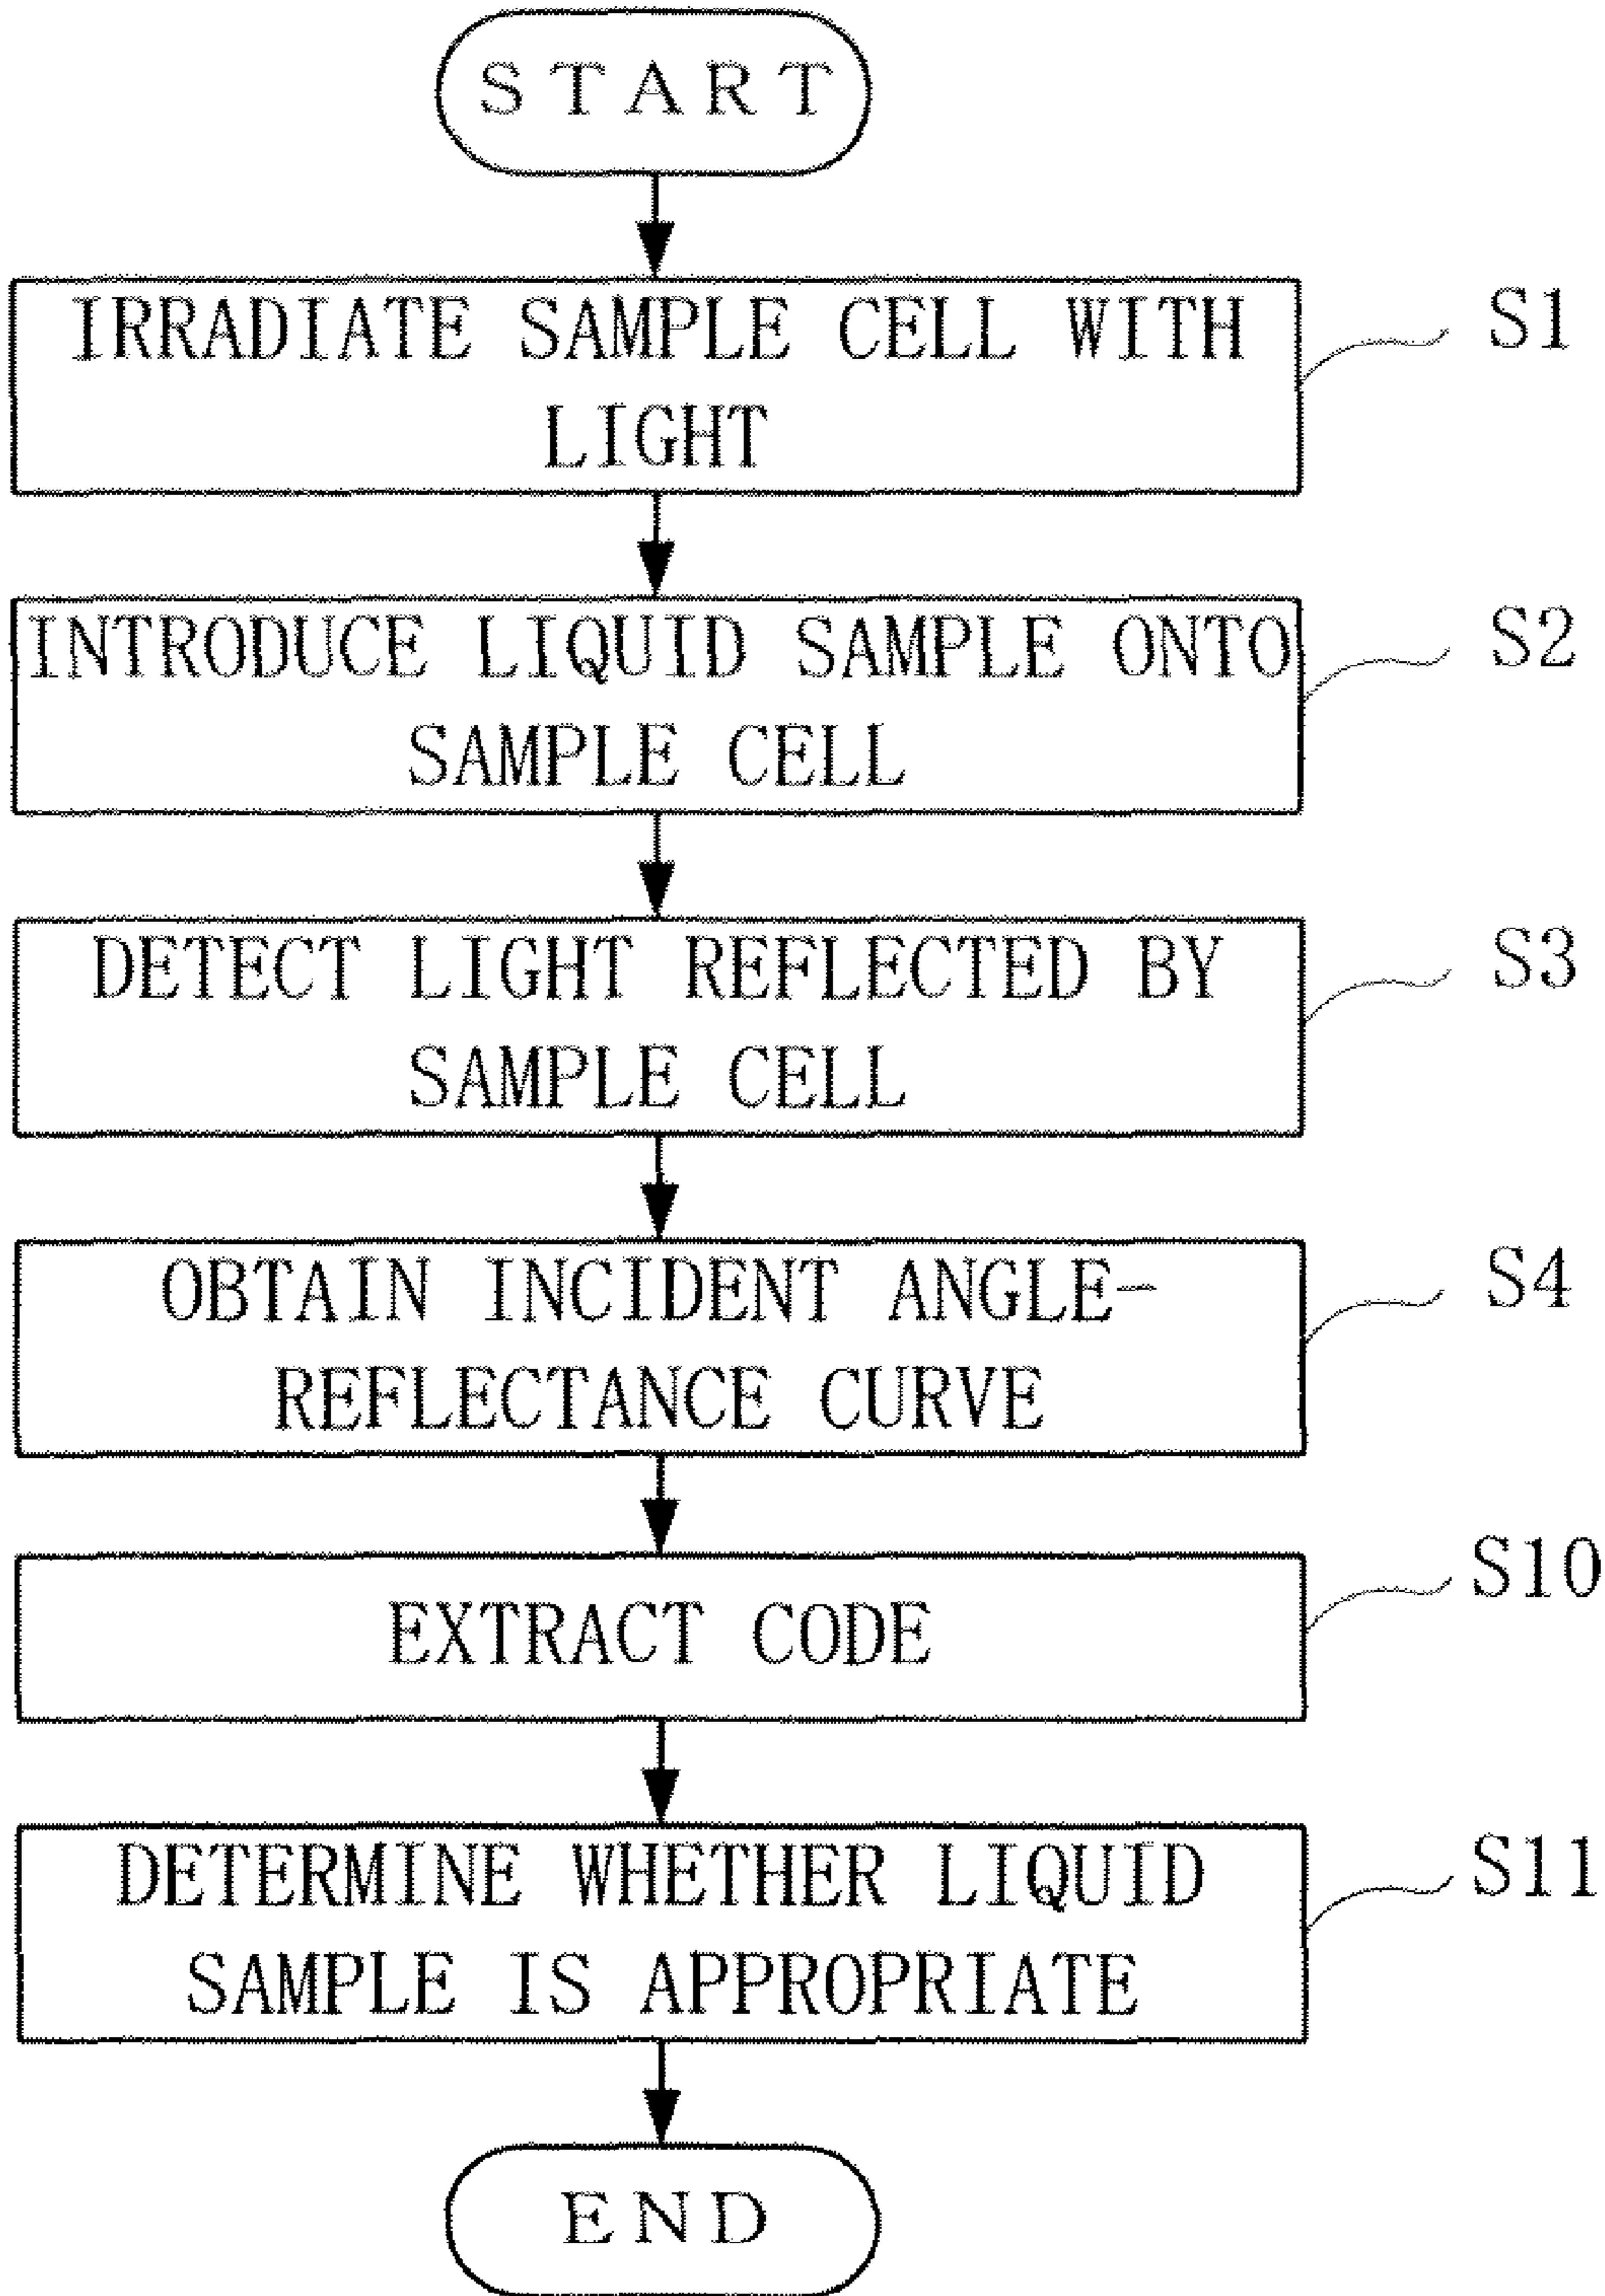 START
IRRADIATE SAMPLE CELL WITH
LIGHT
S1
INTRODUCE LIQUID SAMPLE ONTO
SAMPLE CELL
S2
DETECT LIGHT REFLECTED BY
SAMPLE CELL
S3
OBTAIN INCIDENT ANGLE-
REFLECTANCE CURVE
S4
EXTRACT CODE
S10
DETERMINE WHETHER LIQUID
SAMPLE IS APPROPRIATE
S11
END